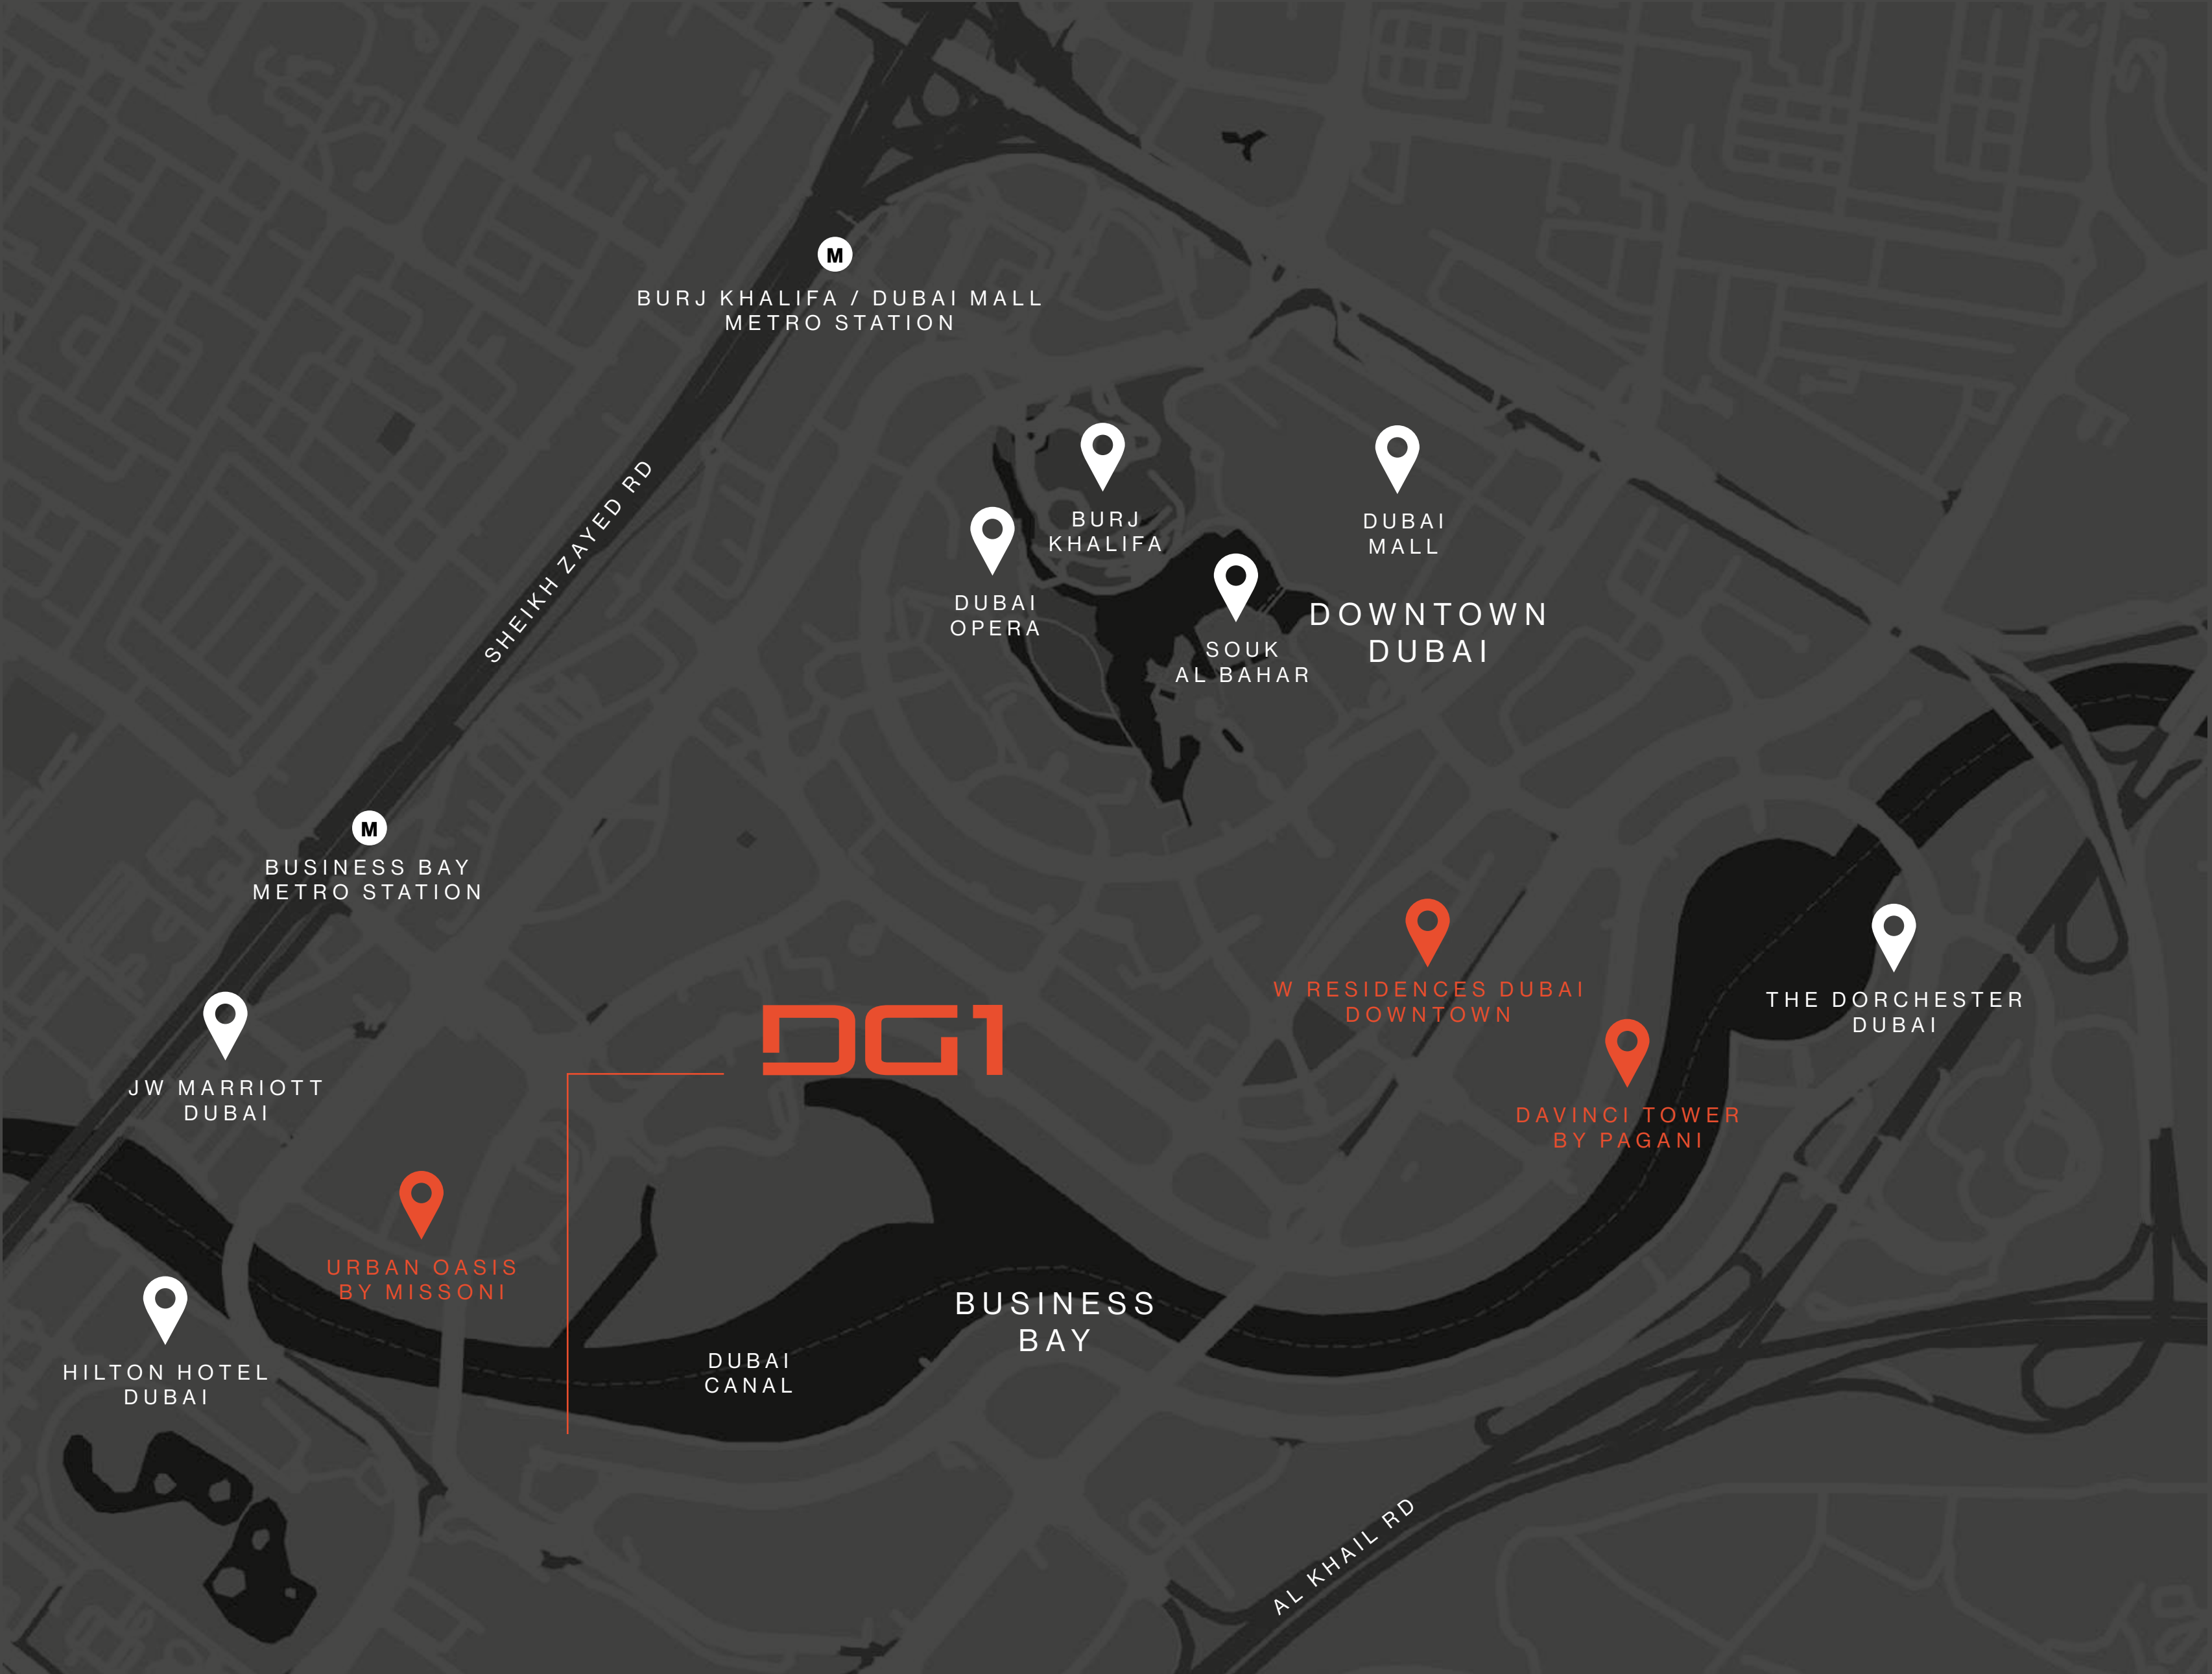 M
BURJ KHALIFA / DUBAI MALL
METRO STATION
SHEIKH ZAYED RD
BURJ
KHALIFA
DUBAI
MALL
DUBAI
OPERA
SOUK
AL BAHAR
DOWNTOWN
DUBAI
M
BUSINESS BAY
METRO STATION
W RESIDENCES DUBAI
DOWNTOWN
THE DORCHESTER
DUBAI
DG1
JW MARRIOTT
DUBAI
DAVINCI TOWER
BY PAGANI
URBAN OASIS
BY MISSONI
BUSINESS
BAY
DUBAI
CANAL
HILTON HOTEL
DUBAI
AL KHAIL RD